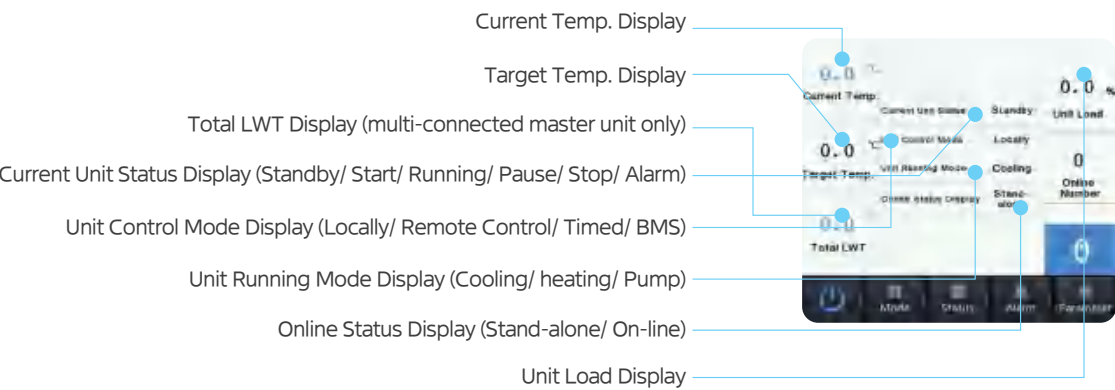 Current Temp. Display
Target Temp. Display
Total LWT Display (multi-connected master unit only)
Current Unit Status Display (Standby/ Start/ Running/ Pause/ Stop/ Alarm)
Unit Control Mode Display (Locally/ Remote Control/ Timed/ BMS)
Unit Running Mode Display (Cooling/ heating/ Pump)
Online Status Display (Stand-alone/ On-line)
Unit Load Display
0.0 ℃
Current Temp.
0.0 ℃
Target Temp.
0.0
Total LWT
Current Unit Status Standby
Control Mode Locally
Unit Running Mode Cooling
Online Status Display Stand-
alone
0.0 %
Unit Load
0
Online
Number
0
Mode Status Alarm Parameter